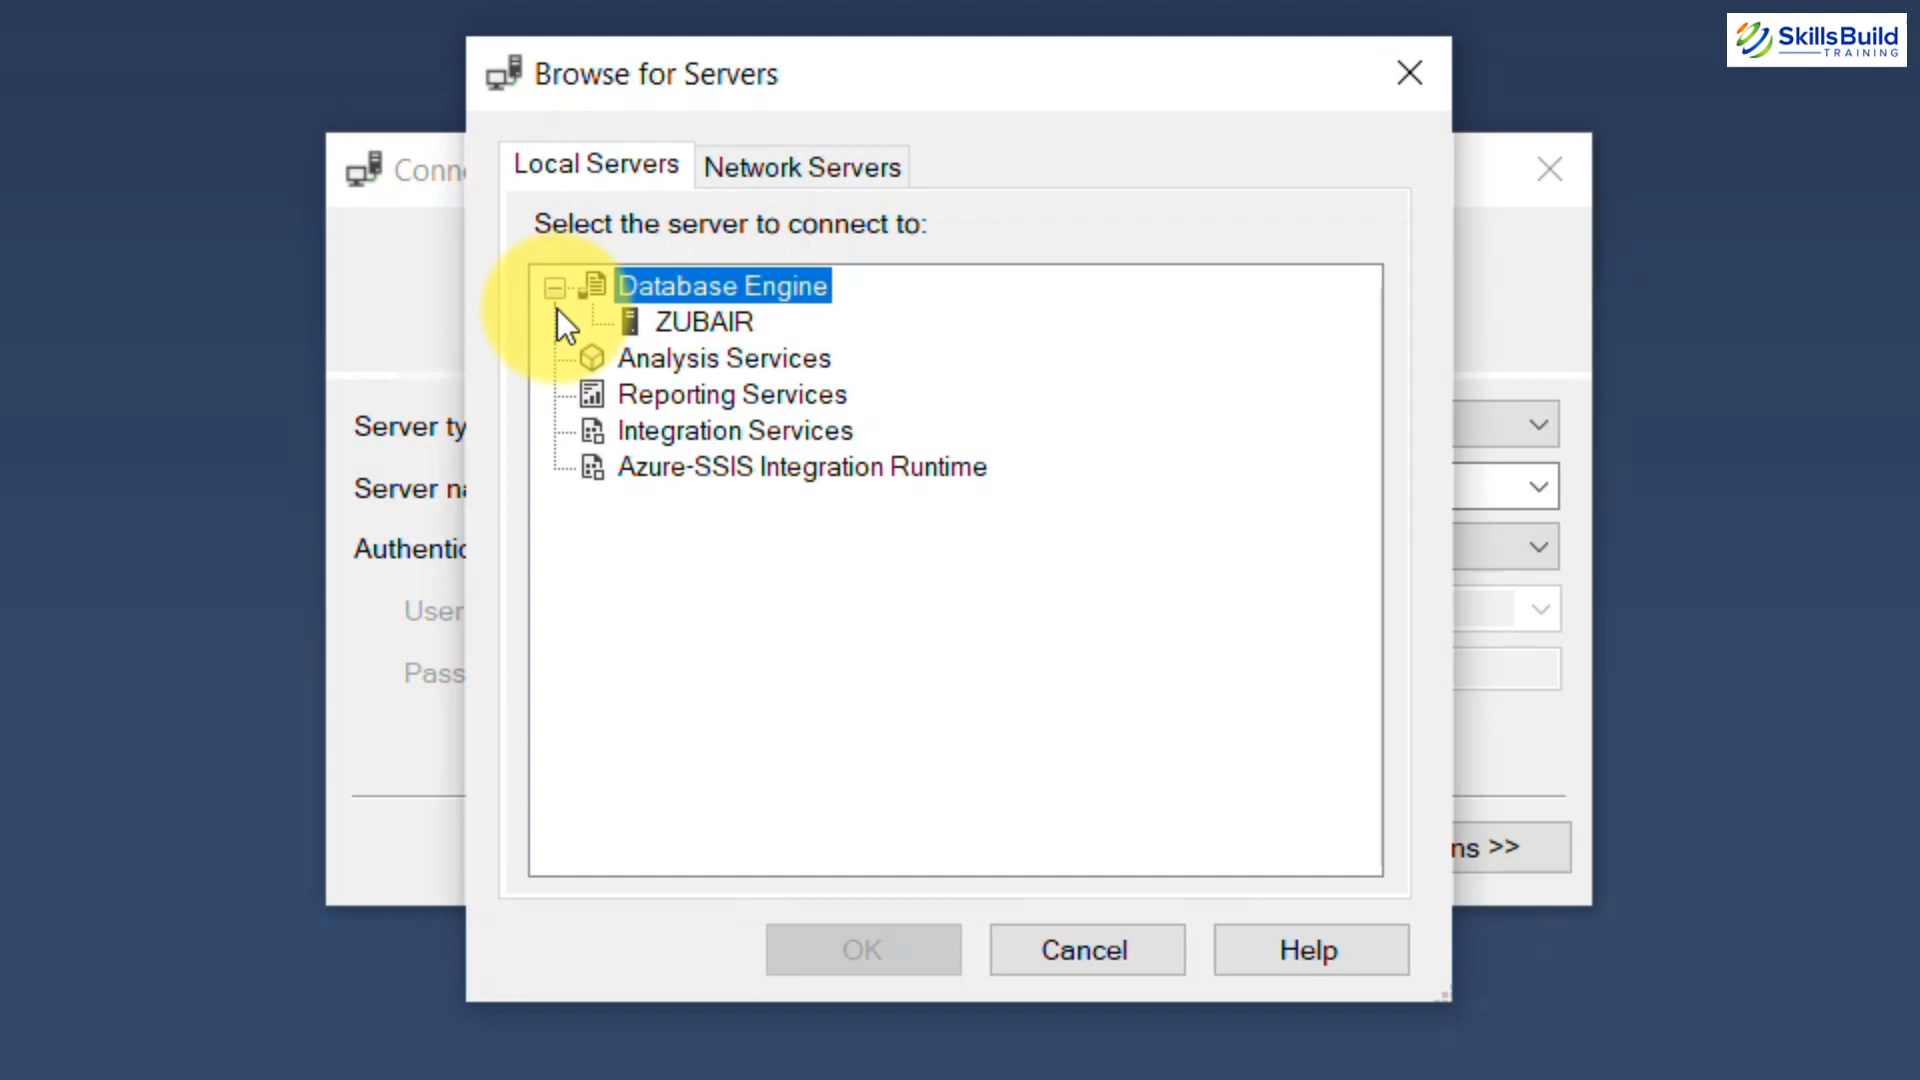 SkillsBuild
TRAINING
Browse for Servers
Local Servers
Network Servers
Select the server to connect to:
Database Engine
ZUBAIR
Analysis Services
Reporting Services
Integration Services
Azure-SSIS Integration Runtime
OK
Cancel
Help
Conn
Server ty
Server na
Authentic
User
Pass
ns >>